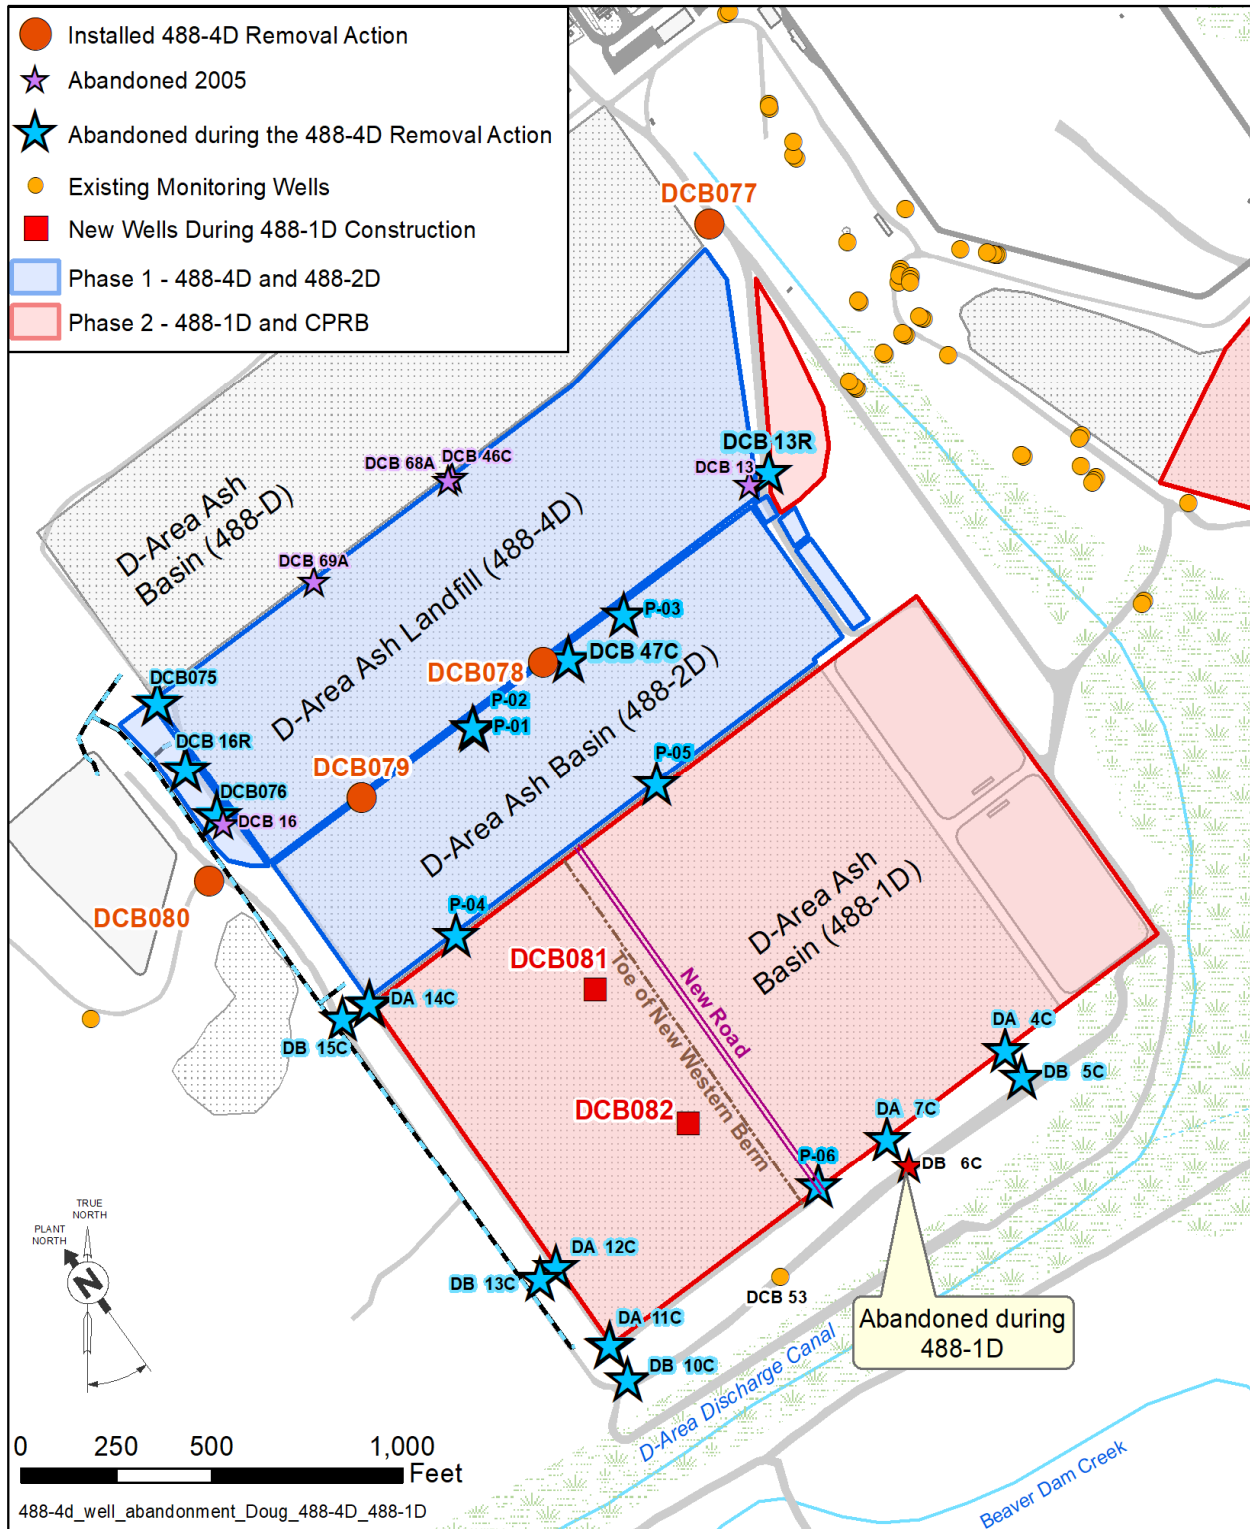 Installed 488-4D Removal Action
Abandoned 2005
Abandoned during the 488-4D Removal Action
Existing Monitoring Wells
New Wells During 488-1D Construction
Phase 1 - 488-4D and 488-2D
Phase 2 - 488-1D and CPRB
DCB077
DCB 13R
DCB 13
DCB 68A
DCB 46C
D-Area Ash
Basin (488-D)
DCB 69A
D-Area Ash Landfill (488-4D)
P-03
DCB 47C
DCB078
DCB075
P-02
P-01
DCB 16R
DCB079
P-05
DCB076
DCB 16
D-Area Ash Basin (488-2D)
DCB080
P-04
D-Area Ash
Basin (488-1D)
DCB081
New Road
Toe of New Western Berm
DA 14C
DB 15C
DA 4C
DB 5C
DCB082
DA 7C
P-06
DB 6C
TRUE
NORTH
PLANT
NORTH
N
DA 12C
DB 13C
DCB 53
DA 11C
DB 10C
Abandoned during
488-1D
D-Area Discharge Canal
Beaver Dam Creek
0 250 500 1,000
Feet
488-4d_well_abandonment_Doug_488-4D_488-1D